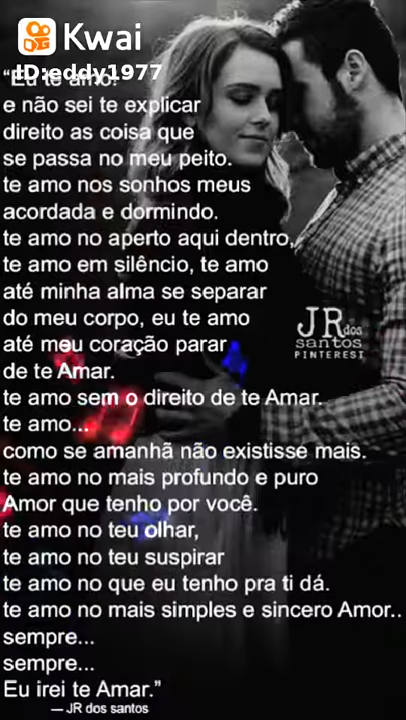 Kwai
ID:eddy1977
“Eu te amo!
e não sei te explicar
direito as coisa que
se passa no meu peito.
te amo nos sonhos meus
acordada e dormindo.
te amo no aperto aqui dentro,
te amo em silêncio, te amo
até minha alma se separar
do meu corpo, eu te amo
até meu coração parar
de te Amar.
te amo sem o direito de te Amar.
te amo...
como se amanhã não existisse mais.
te amo no mais profundo e puro
Amor que tenho por você.
te amo no teu olhar,
te amo no teu suspirar
te amo no que eu tenho pra ti dá.
te amo no mais simples e sincero Amor..
sempre...
sempre...
Eu irei te Amar.”
— JR dos santos
JR dos
santos
PINTEREST